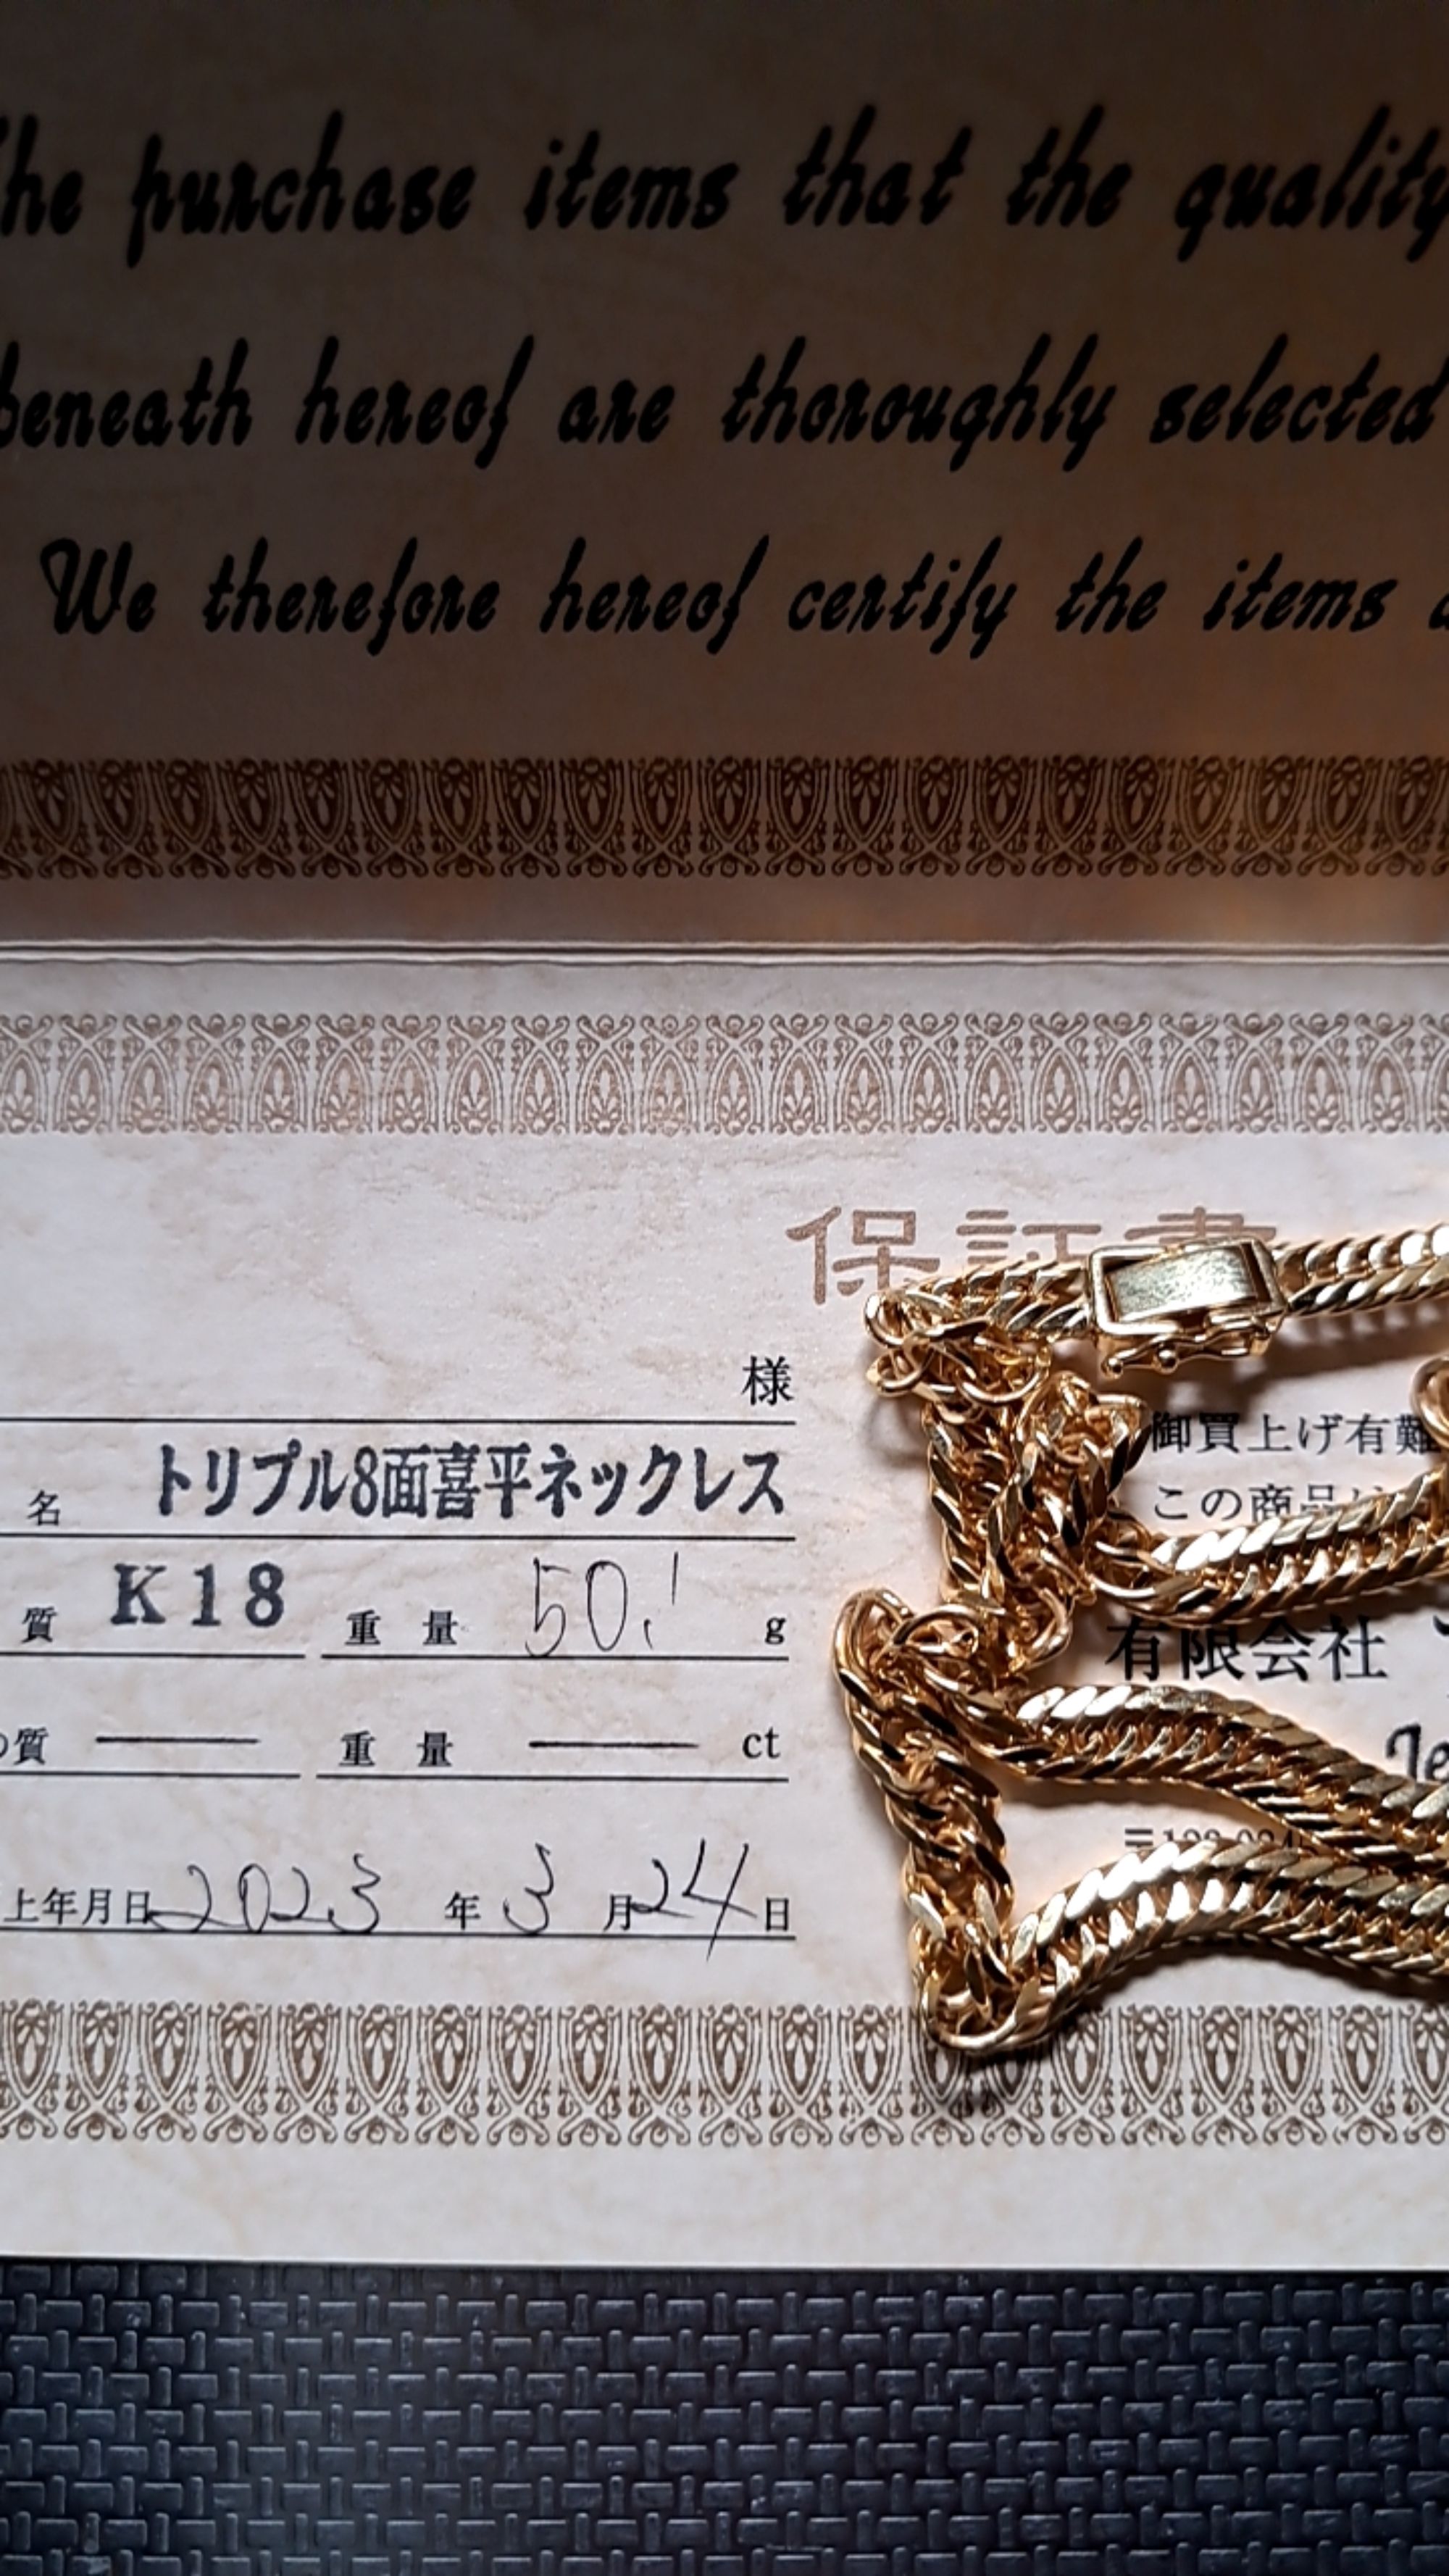 The purchase items that the quality
beneath hereof are thoroughly selected
We therefore hereof certify the items
保証書
様
名 トリプル8面喜平ネックレス
質 K18 重量 50.1 g
の質 重量 ct
上年月日 2023 年 3 月 24 日
御買上げ有難
この商品は
有限会社